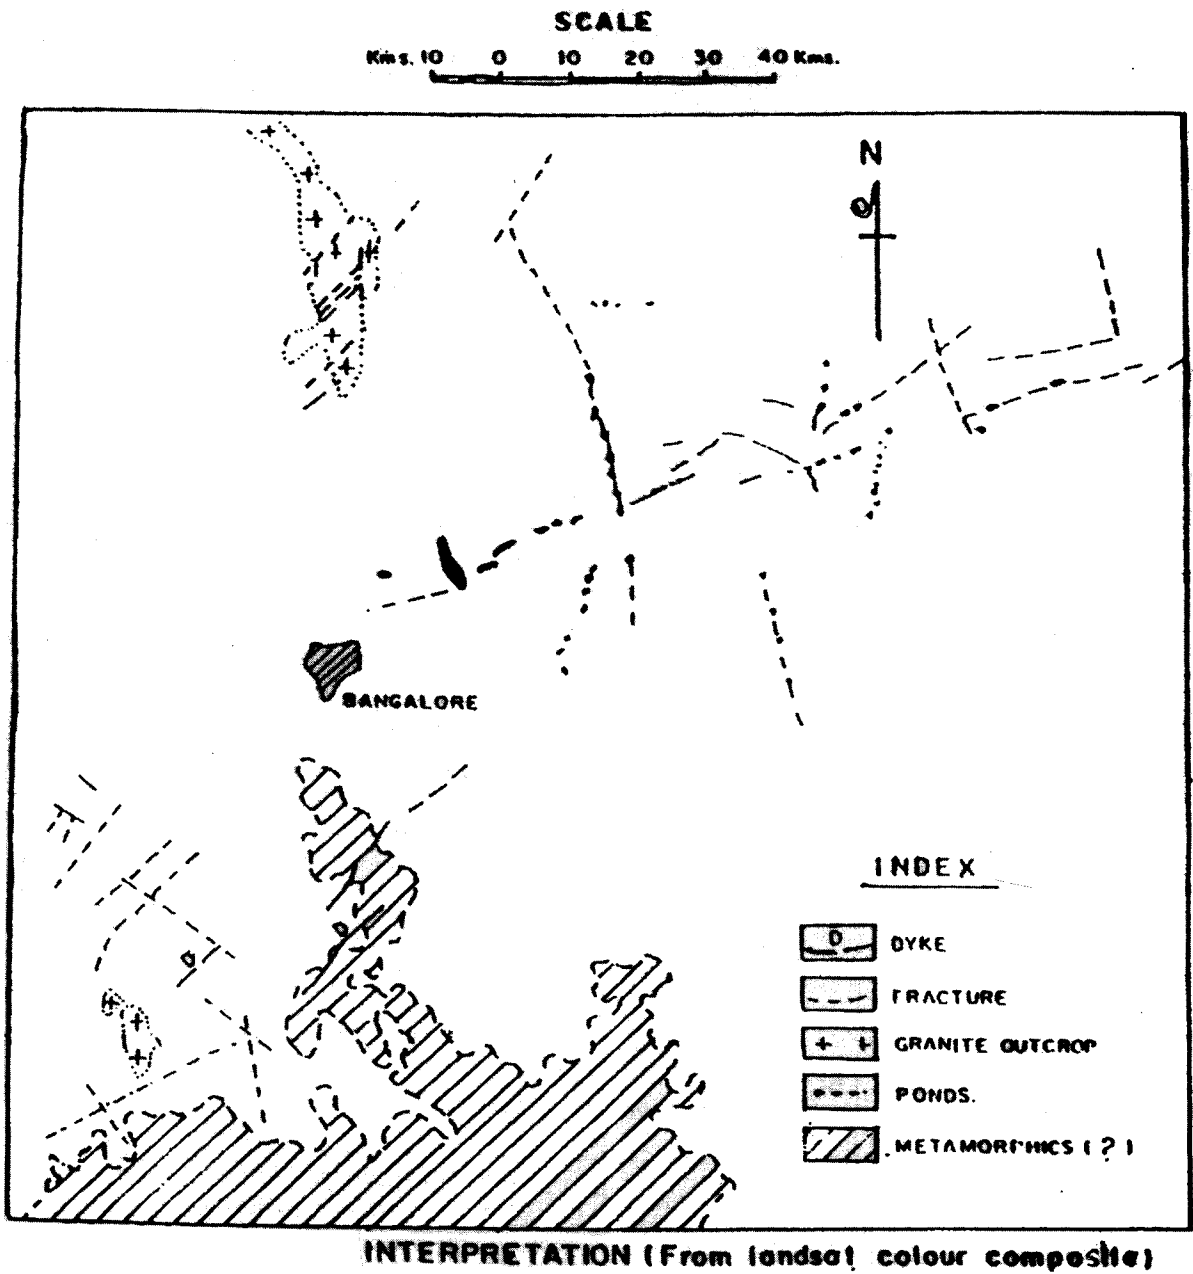 SCALE
Kms. 10 0 10 20 30 40 Kms.
N
BANGALORE
D
D
INDEX
D DYKE
FRACTURE
GRANITE OUTCROP
PONDS.
METAMORPHICS (?)
INTERPRETATION (From landsat colour composite)